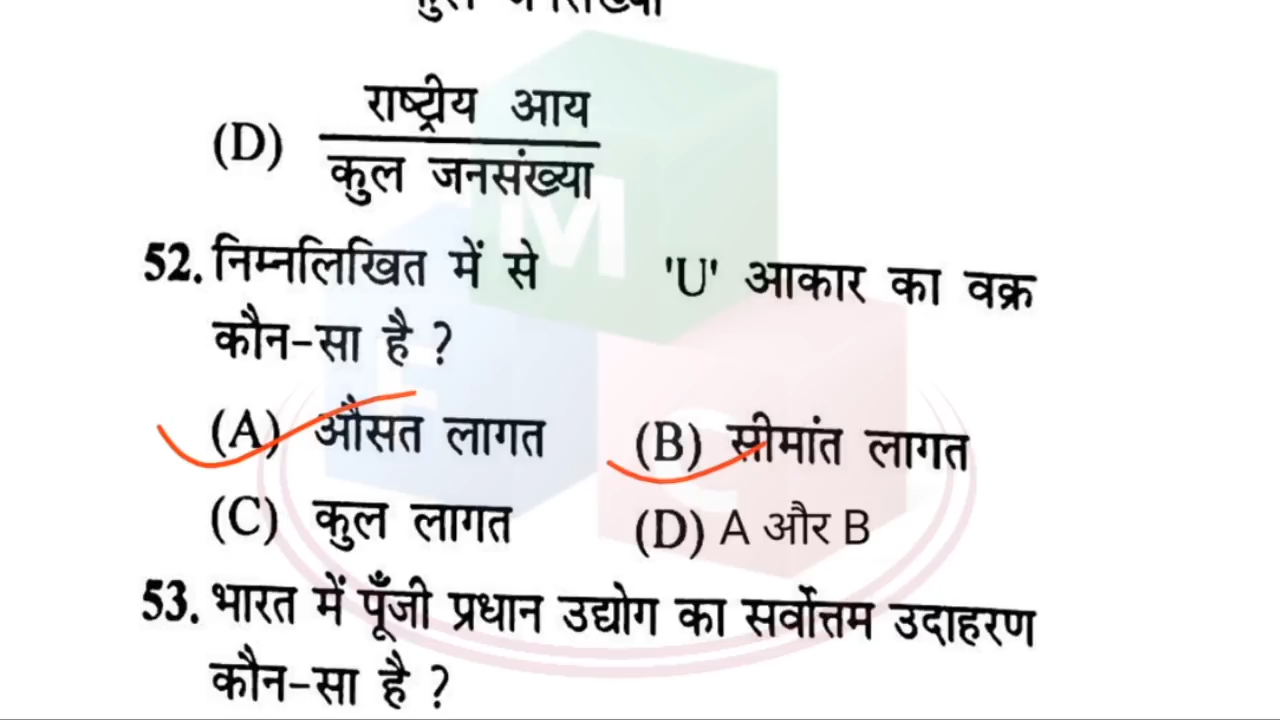 कुल जनसंख्या
(D) राष्ट्रीय आय
कुल जनसंख्या
52. निम्नलिखित में से 'U' आकार का वक्र
कौन-सा है ?
(A) औसत लागत (B) सीमांत लागत
(C) कुल लागत (D) A और B
53. भारत में पूँजी प्रधान उद्योग का सर्वोत्तम उदाहरण
कौन-सा है ?
E M C